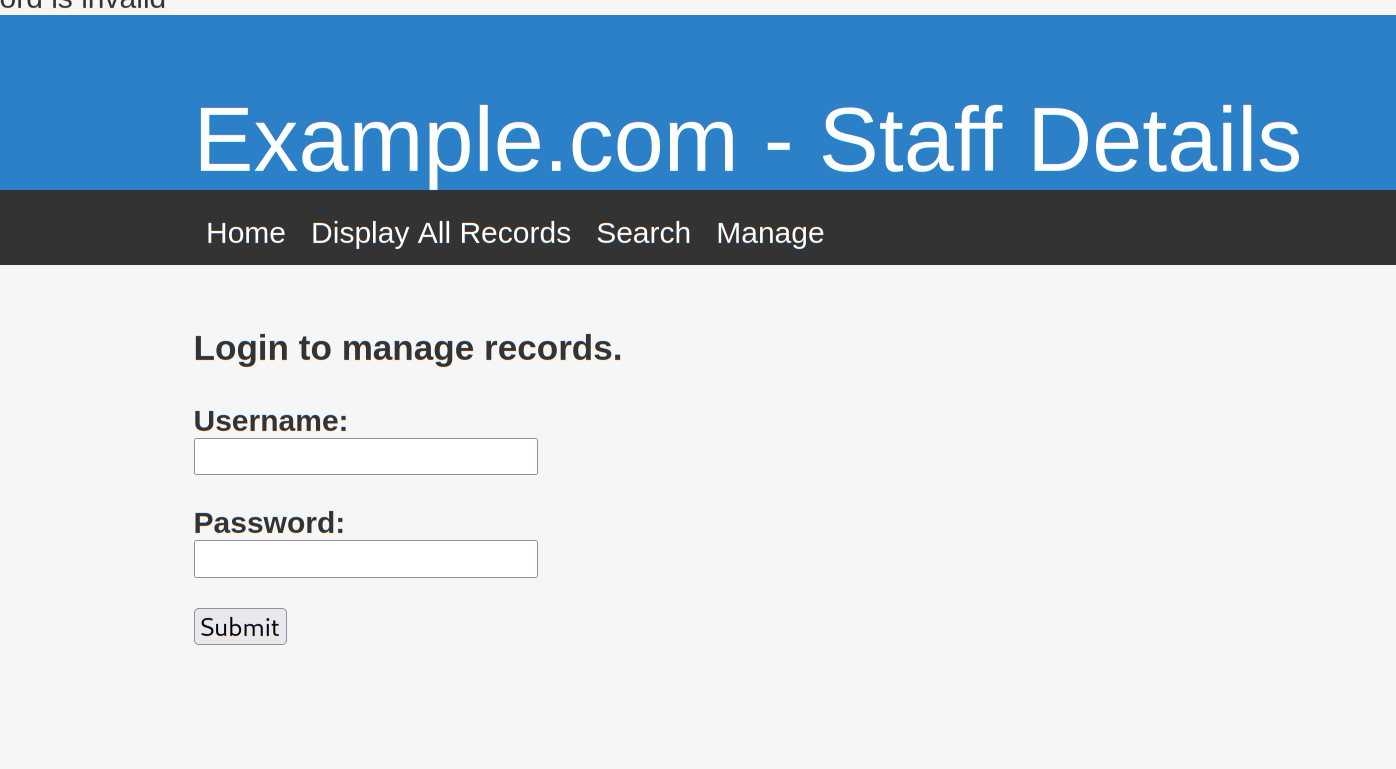 ord is invalid
Example.com - Staff Details
Home Display All Records Search Manage
Login to manage records.
Username:
Password:
Submit